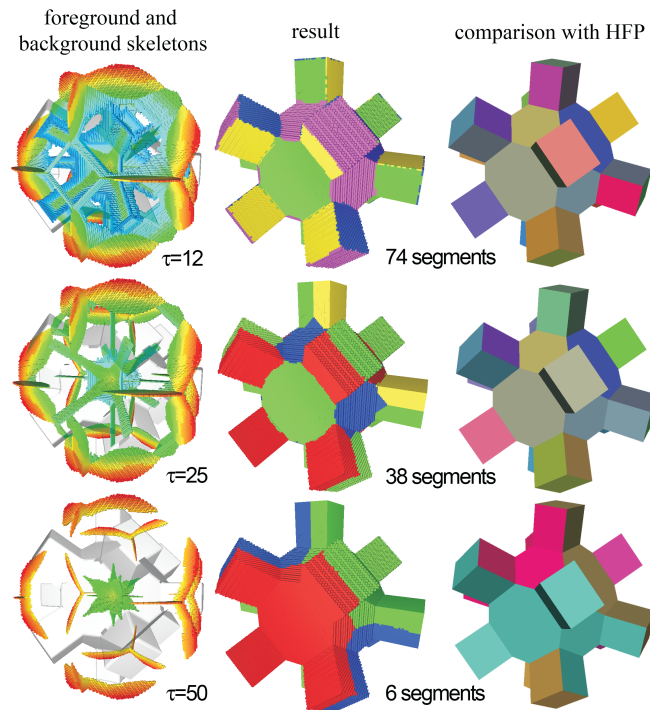 foreground and
background skeletons
result
comparison with HFP
τ=12
74 segments
τ=25
38 segments
τ=50
6 segments